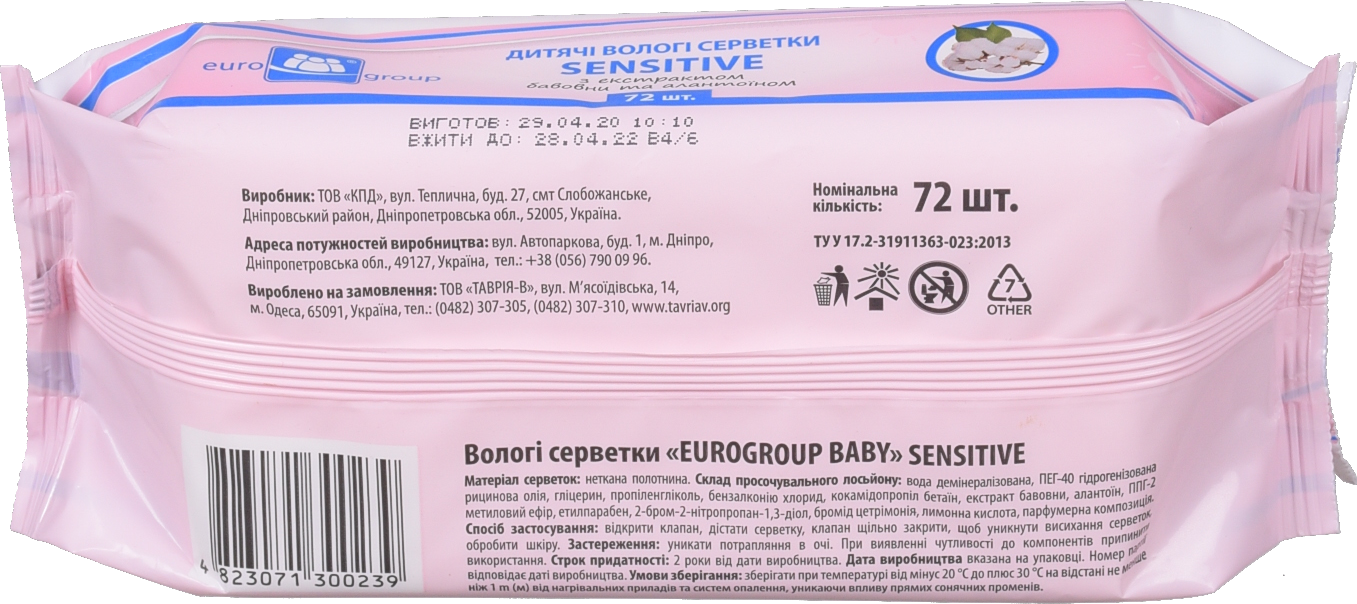 euro group
ДИТЯЧІ ВОЛОГІ СЕРВЕТКИ
SENSITIVE
з екстрактом
бавовни та алантоїном
72 шт.
ВИГОТОВ: 29.04.20 10:10
ВЖИТИ ДО: 28.04.22 В4/6
Виробник: ТОВ «КПД», вул. Теплична, буд. 27, смт Слобожанське,
Дніпровський район, Дніпропетровська обл., 52005, Україна.
Адреса потужностей виробництва: вул. Автопаркова, буд. 1, м. Дніпро,
Дніпропетровська обл., 49127, Україна, тел.: +38 (056) 790 09 96.
Вироблено на замовлення: ТОВ «ТАВРІЯ-В», вул. М’ясоїдівська, 14,
м. Одеса, 65091, Україна, тел.: (0482) 307-305, (0482) 307-310, www.tavriav.org
Номінальна
кількість: 72 шт.
ТУ У 17.2-31911363-023:2013
7
OTHER
4 823071 300239
Вологі серветки «EUROGROUP BABY» SENSITIVE
Матеріал серветок: неткана полотнина. Склад просочувального лосьйону: вода демінералізована, ПЕГ-40 гідрогенізована
рицинова олія, гліцерин, пропіленгліколь, бензалконію хлорид, кокамідопропіл бетаїн, екстракт бавовни, алантоїн, ППГ-2
метиловий ефір, етилпарабен, 2-бром-2-нітропропан-1,3-діол, бромід цетрімонія, лимонна кислота, парфумерна композиція.
Спосіб застосування: відкрити клапан, дістати серветку, клапан щільно закрити, щоб уникнути висихання серветок,
обробити шкіру. Застереження: уникати потрапляння в очі. При виявленні чутливості до компонентів припинити
використання. Строк придатності: 2 роки від дати виробництва. Дата виробництва вказана на упаковці. Номер партії
відповідає даті виробництва. Умови зберігання: зберігати при температурі від мінус 20 °С до плюс 30 °С на відстані не менше
ніж 1 m (м) від нагрівальних приладів та систем опалення, уникаючи впливу прямих сонячних променів.